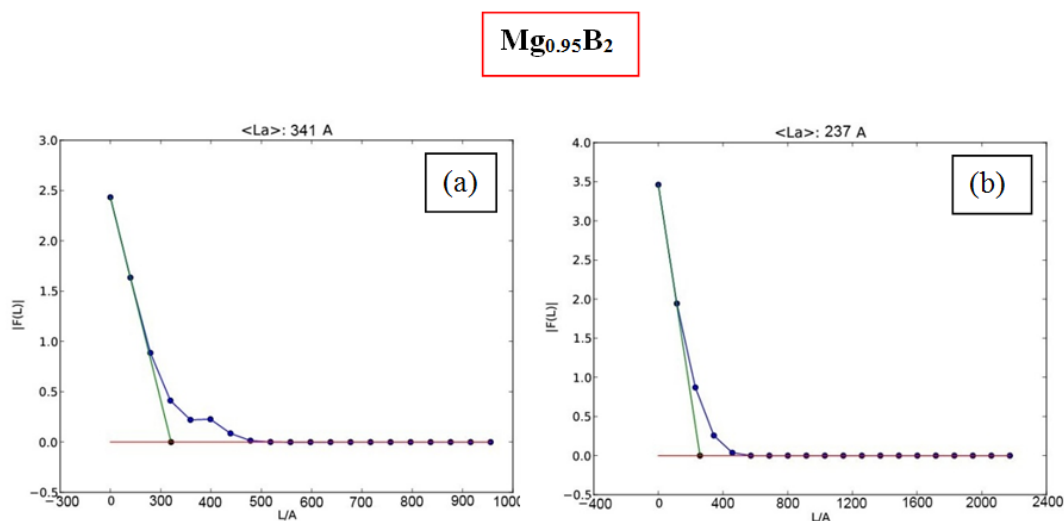 Mg₀.₉₅B₂
<La>: 341 A
(a)
3.0
2.5
2.0
1.5
1.0
0.5
0.0
−0.5
|F(L)|
−300 0 300 400 500 600 700 800 900 1000
L/A
<La>: 237 A
(b)
4.0
3.5
3.0
2.5
2.0
1.5
1.0
0.5
0.0
−0.5
|F(L)|
−400 0 400 800 1200 1600 2000 2400
L/A